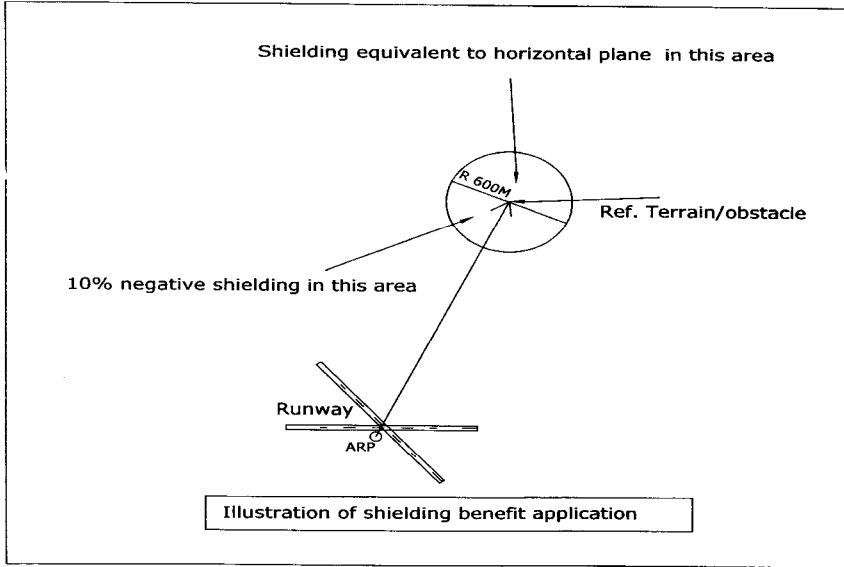 Shielding equivalent to horizontal plane in this area
R 600M
Ref. Terrain/obstacle
10% negative shielding in this area
Runway
ARP
Illustration of shielding benefit application